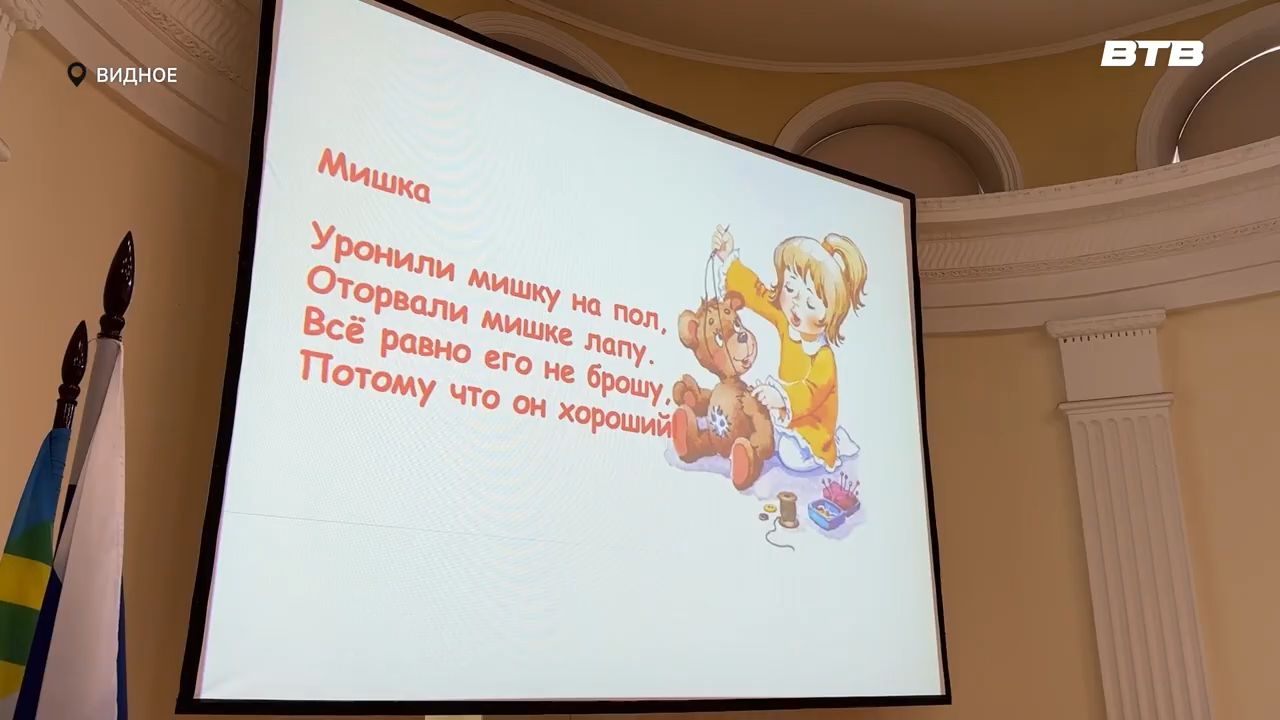 ВИДНОЕ
ВТВ
Мишка
Уронили мишку на пол,
Оторвали мишке лапу.
Всё равно его не брошу,
Потому что он хороший